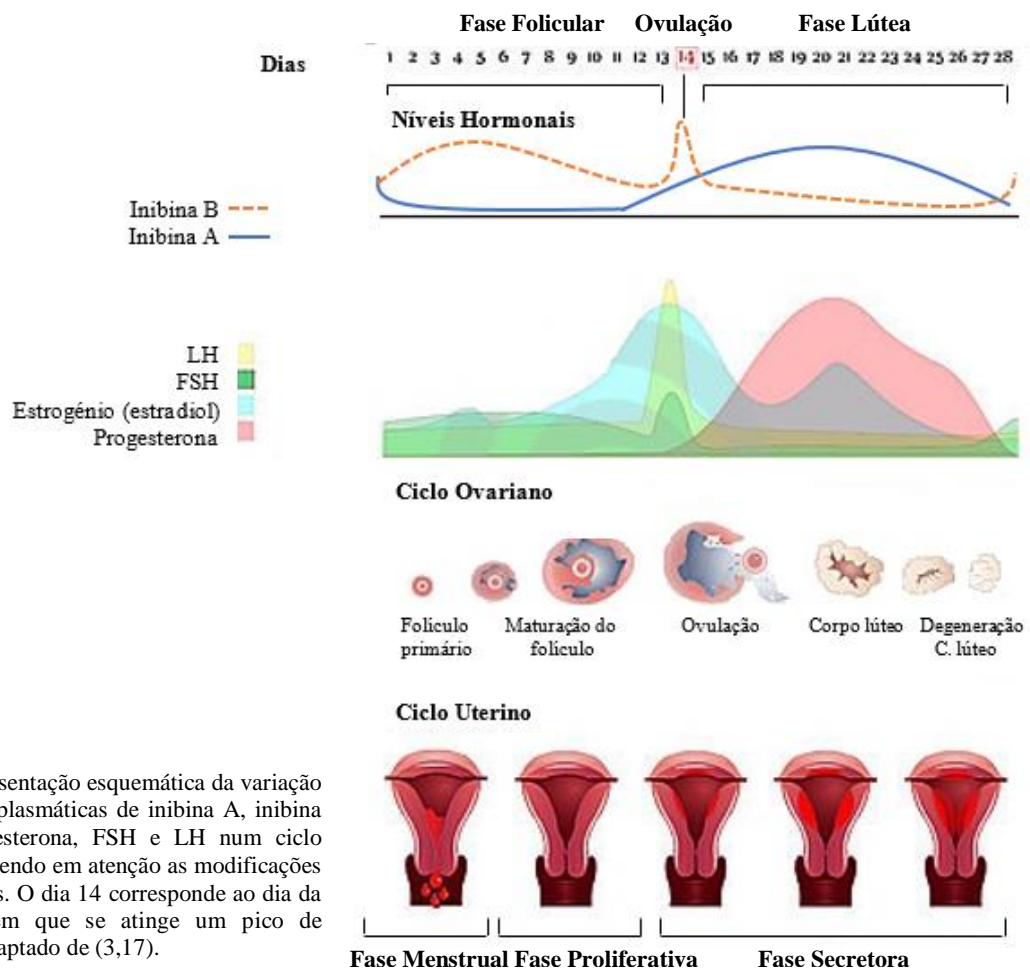 Fase Folicular Ovulação Fase Lútea
Dias
1 2 3 4 5 6 7 8 9 10 11 12 13 14 15 16 17 18 19 20 21 22 23 24 25 26 27 28
Níveis Hormonais
Inibina B
Inibina A
LH
FSH
Estrogénio (estradiol)
Progesterona
Ciclo Ovariano
Folículo primário
Maturação do folículo
Ovulação
Corpo lúteo
Degeneração C. lúteo
Ciclo Uterino
esquemática da variação
plasmáticas de inibina A, inibina
FSH e LH num ciclo
em atenção as modificações
O dia 14 corresponde ao dia da
que se atinge um pico de
de (3,17).
Fase Menstrual Fase Proliferativa Fase Secretora